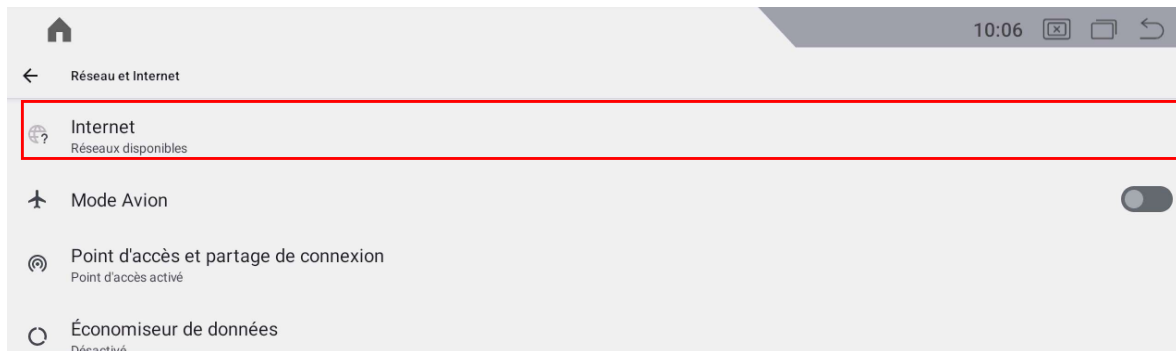 10:06
Réseau et Internet
Internet
Réseaux disponibles
Mode Avion
Point d'accès et partage de connexion
Point d'accès activé
Économiseur de données
Désactivé